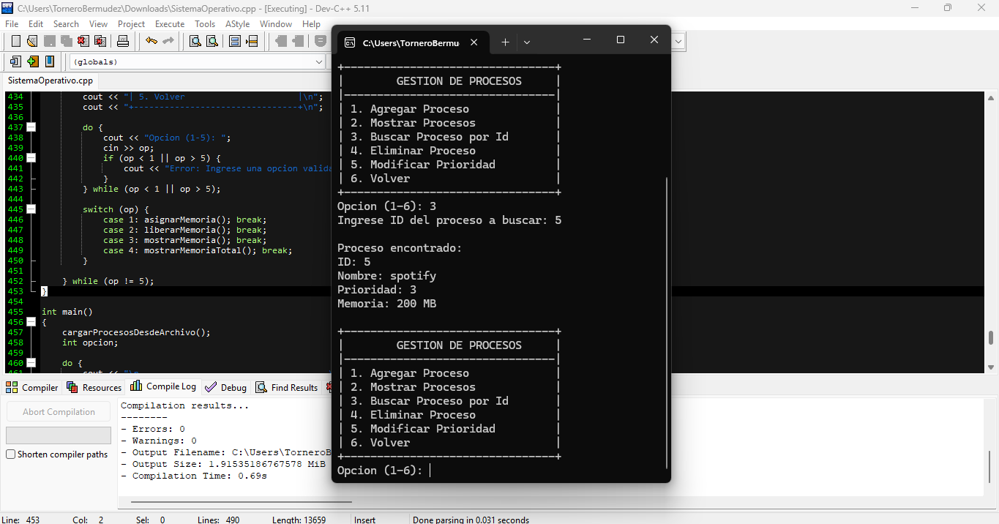 C:\Users\TorneroBermudez\Downloads\SistemaOperativo.cpp - [Executing] - Dev-C++ 5.11
File Edit Search View Project Execute Tools AStyle Window Help
(globals)
SistemaOperativo.cpp
434 cout << "| 5. Volver |\n";
435 cout << "+--------------------------------+\n";
436
437 do {
438 cout << "Opcion (1-5): ";
439 cin >> op;
440 if (op < 1 || op > 5) {
441 cout << "Error: Ingrese una opcion valida
442 }
443 } while (op < 1 || op > 5);
444
445 switch (op) {
446 case 1: asignarMemoria(); break;
447 case 2: liberarMemoria(); break;
448 case 3: mostrarMemoria(); break;
449 case 4: mostrarMemoriaTotal(); break;
450 }
451
452 } while (op != 5);
453 }
454
455 int main()
456 {
457 cargarProcesosDesdeArchivo();
458 int opcion;
459
460 do {
Compiler Resources Compile Log Debug Find Results
Abort Compilation
Shorten compiler paths
Compilation results...
--------
- Errors: 0
- Warnings: 0
- Output Filename: C:\Users\TorneroB
- Output Size: 1.91535186767578 MiB
- Compilation Time: 0.69s
Line: 453 Col: 2 Sel: 0 Lines: 490 Length: 13659 Insert Done parsing in 0.031 seconds
C:\Users\TorneroBermu
+--------------------------------+
| GESTION DE PROCESOS |
|--------------------------------|
| 1. Agregar Proceso |
| 2. Mostrar Procesos |
| 3. Buscar Proceso por Id |
| 4. Eliminar Proceso |
| 5. Modificar Prioridad |
| 6. Volver |
+--------------------------------+
Opcion (1-6): 3
Ingrese ID del proceso a buscar: 5
Proceso encontrado:
ID: 5
Nombre: spotify
Prioridad: 3
Memoria: 200 MB
+--------------------------------+
| GESTION DE PROCESOS |
|--------------------------------|
| 1. Agregar Proceso |
| 2. Mostrar Procesos |
| 3. Buscar Proceso por Id |
| 4. Eliminar Proceso |
| 5. Modificar Prioridad |
| 6. Volver |
+--------------------------------+
Opcion (1-6):